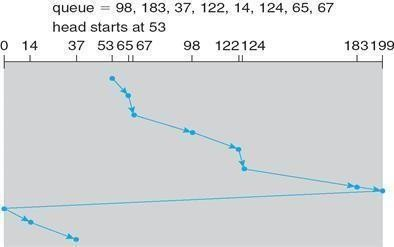 queue = 98, 183, 37, 122, 14, 124, 65, 67
head starts at 53
0 14 37 53 65 67 98 122 124 183 199